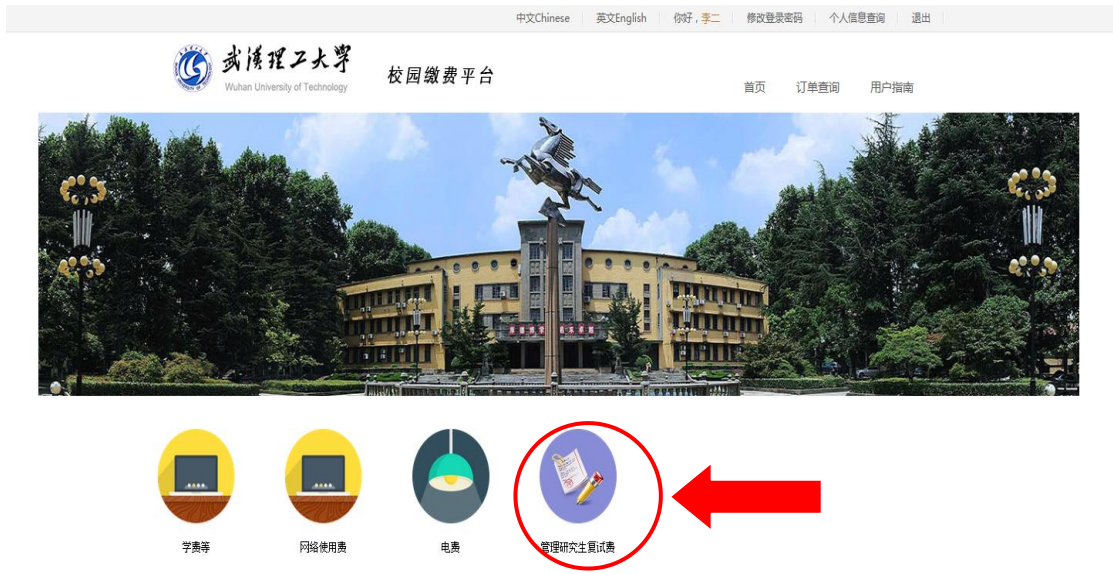 中文Chinese 英文English 你好，李二 修改登录密码 个人信息查询 退出
武汉理工大学
Wuhan University of Technology
校园缴费平台
首页 订单查询 用户指南
学费等 网络使用费 电费 管理研究生复试费